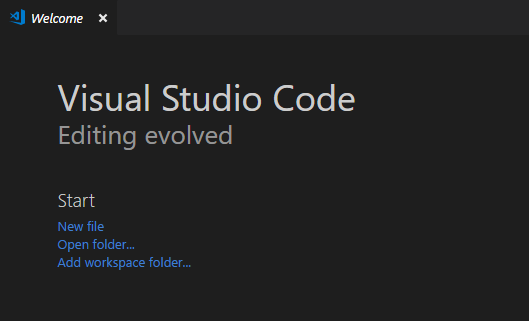 Welcome
Visual Studio Code
Editing evolved
Start
New file
Open folder...
Add workspace folder...